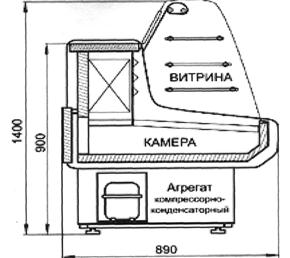 ВИТРИНА
1400
900
КАМЕРА
Агрегат
компрессорно-
конденсаторный
890